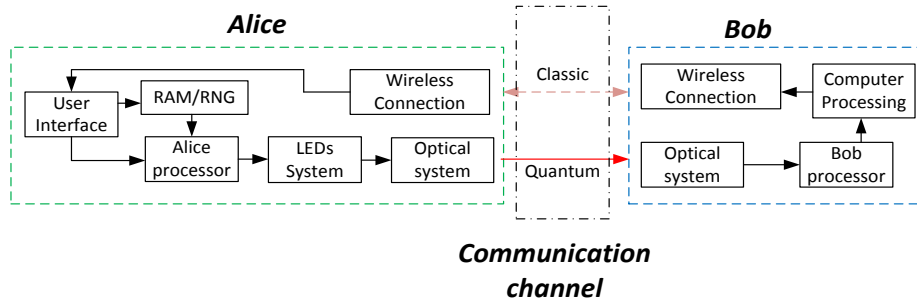 Alice
Bob
Wireless
Connection
Classic
Wireless
Connection
Computer
Processing
User
Interface
RAM/RNG
Alice
processor
LEDs
System
Optical
system
Quantum
Optical
system
Bob
processor
Communication
channel